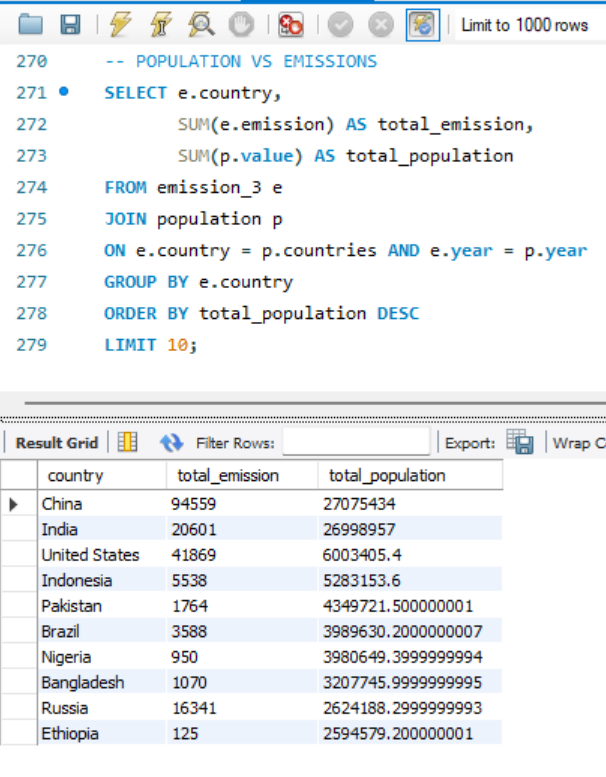 Limit to 1000 rows
270 -- POPULATION VS EMISSIONS
271 SELECT e.country,
272 SUM(e.emission) AS total_emission,
273 SUM(p.value) AS total_population
274 FROM emission_3 e
275 JOIN population p
276 ON e.country = p.countries AND e.year = p.year
277 GROUP BY e.country
278 ORDER BY total_population DESC
279 LIMIT 10;
Result Grid Filter Rows: Export: Wrap C
country total_emission total_population
China 94559 27075434
India 20601 26998957
United States 41869 6003405.4
Indonesia 5538 5283153.6
Pakistan 1764 4349721.500000001
Brazil 3588 3989630.2000000007
Nigeria 950 3980649.3999999994
Bangladesh 1070 3207745.9999999995
Russia 16341 2624188.2999999993
Ethiopia 125 2594579.200000001